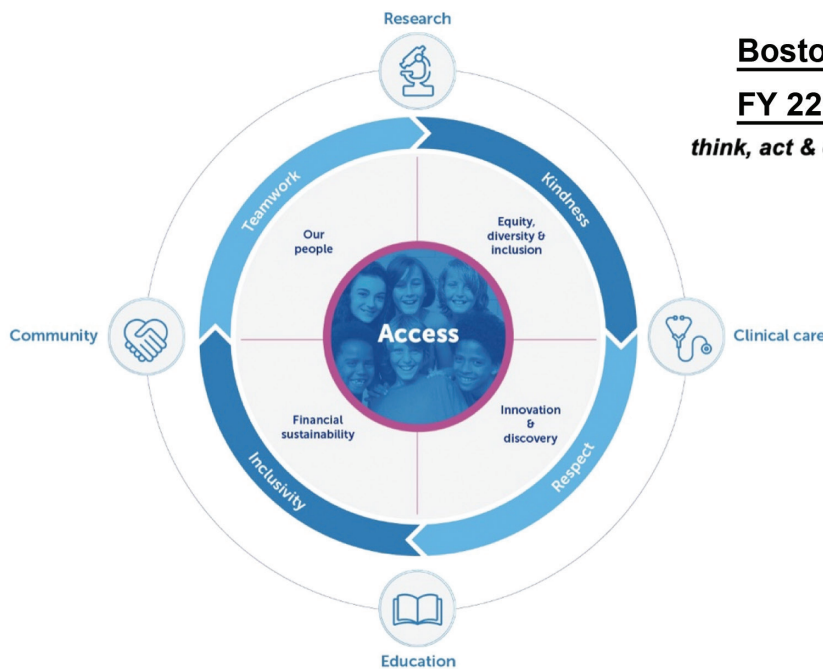 Research
Bosto
FY 22
think, act &
Teamwork
Kindness
Our
people
Equity,
diversity &
inclusion
Community
Access
Clinical care
Financial
sustainability
Innovation
&
discovery
Inclusivity
Respect
Education